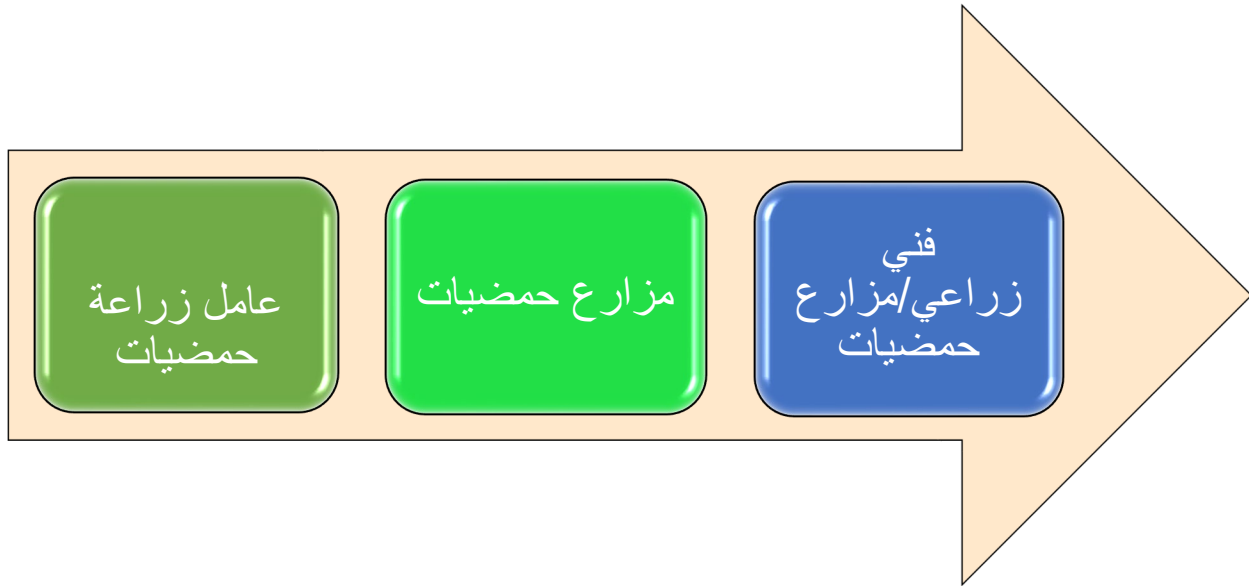 عامل زراعة
حمضيات
مزارع حمضيات
فني
زراعي/مزارع
حمضيات